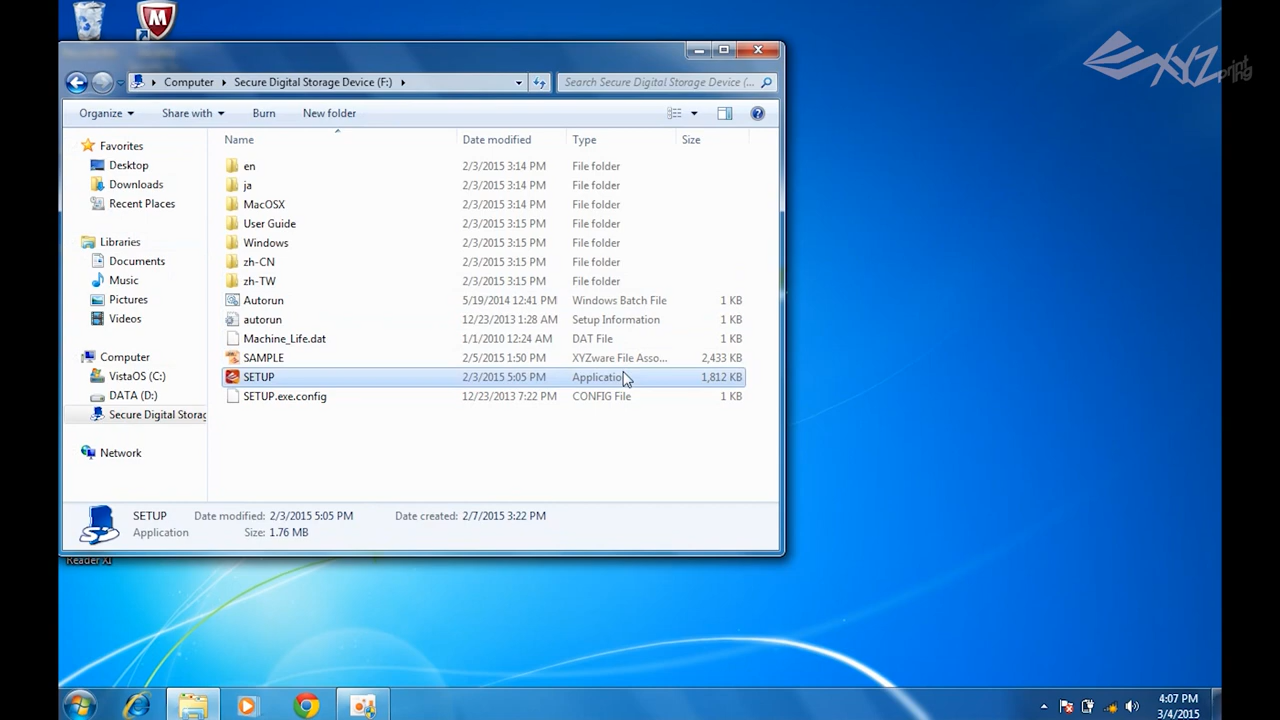 XYZprinting
Computer Secure Digital Storage Device (F:)
Search Secure Digital Storage Device (...
Organize Share with Burn New folder
Name Date modified Type Size
Favorites
Desktop
Downloads
Recent Places
Libraries
Documents
Music
Pictures
Videos
Computer
VistaOS (C:)
DATA (D:)
Secure Digital Storag
Network
en 2/3/2015 3:14 PM File folder
ja 2/3/2015 3:14 PM File folder
MacOSX 2/3/2015 3:14 PM File folder
User Guide 2/3/2015 3:15 PM File folder
Windows 2/3/2015 3:15 PM File folder
zh-CN 2/3/2015 3:15 PM File folder
zh-TW 2/3/2015 3:15 PM File folder
Autorun 5/19/2014 12:41 PM Windows Batch File 1 KB
autorun 12/23/2013 1:28 AM Setup Information 1 KB
Machine_Life.dat 1/1/2010 12:24 AM DAT File 1 KB
SAMPLE 2/5/2015 1:50 PM XYZware File Asso... 2,433 KB
SETUP 2/3/2015 5:05 PM Application 1,812 KB
SETUP.exe.config 12/23/2013 7:22 PM CONFIG File 1 KB
SETUP Date modified: 2/3/2015 5:05 PM Date created: 2/7/2015 3:22 PM
Application Size: 1.76 MB
Reader XI
4:07 PM
3/4/2015